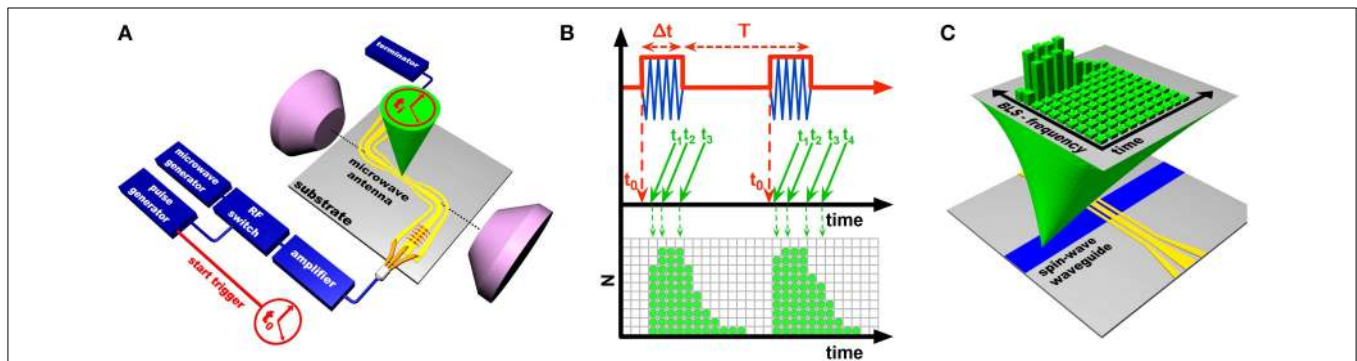 A
terminator
t1
microwave generator
pulse generator
RF switch
amplifier
microwave antenna
substrate
start trigger
t0
B
Δt
T
t1 t2 t3
t1 t2 t3 t4
t0
t0
time
N
time
C
BLS - frequency
time
spin-wave waveguide